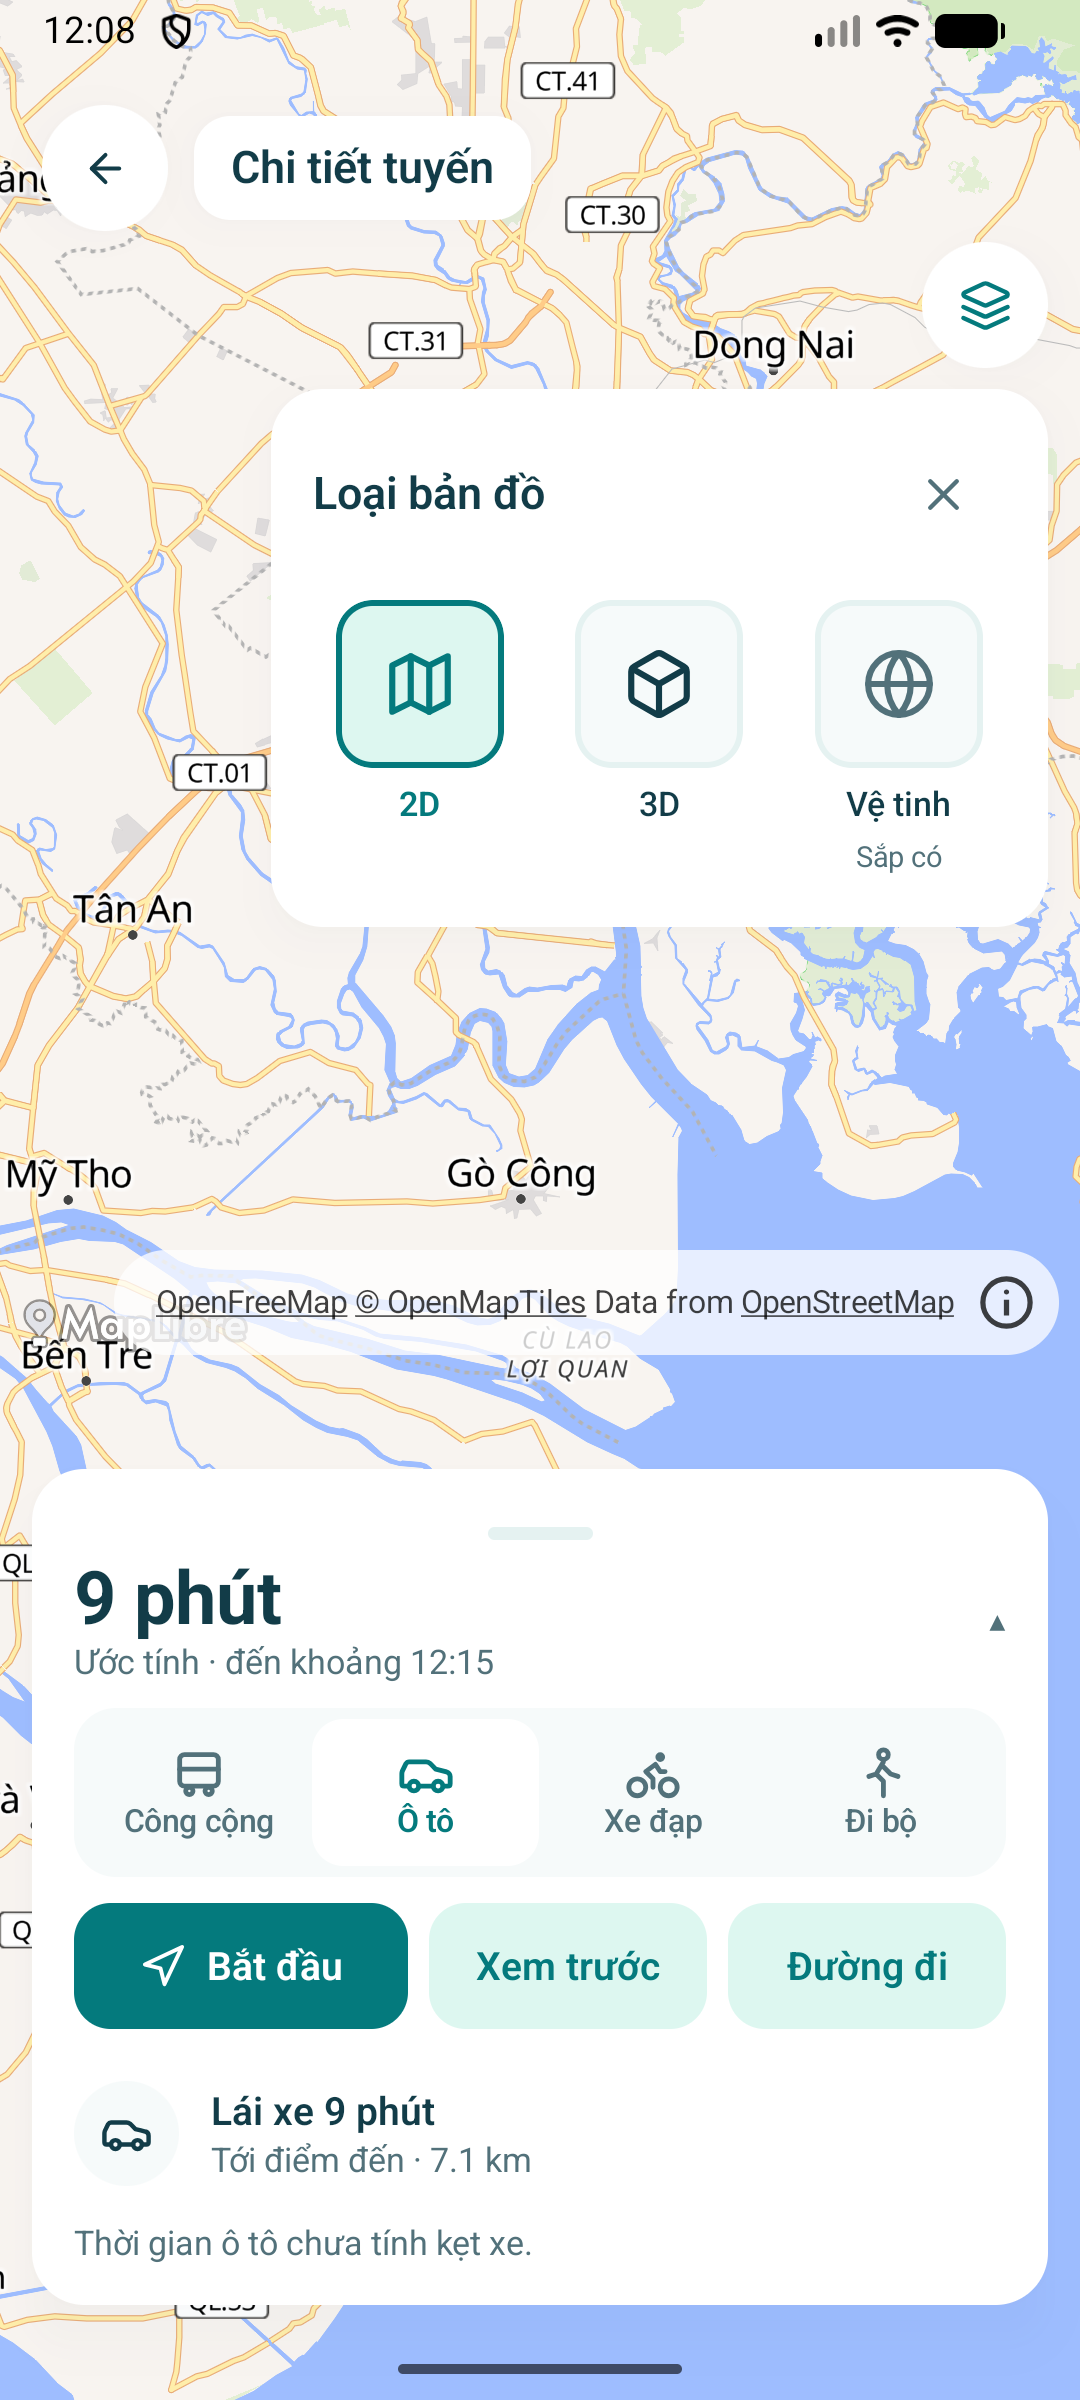 12:08
CT.41
Chi tiết tuyến
CT.30
CT.31
Dong Nai
Loại bản đồ
2D
3D
Vệ tinh
Sắp có
CT.01
Tân An
Mỹ Tho
Gò Công
OpenFreeMap © OpenMapTiles Data from OpenStreetMap
MapLibre
CÙ LAO
LỢI QUAN
Bến Tre
QL
9 phút
Ước tính · đến khoảng 12:15
Công cộng
Ô tô
Xe đạp
Đi bộ
Q
Bắt đầu
Xem trước
Đường đi
Lái xe 9 phút
Tới điểm đến · 7.1 km
Thời gian ô tô chưa tính kẹt xe.